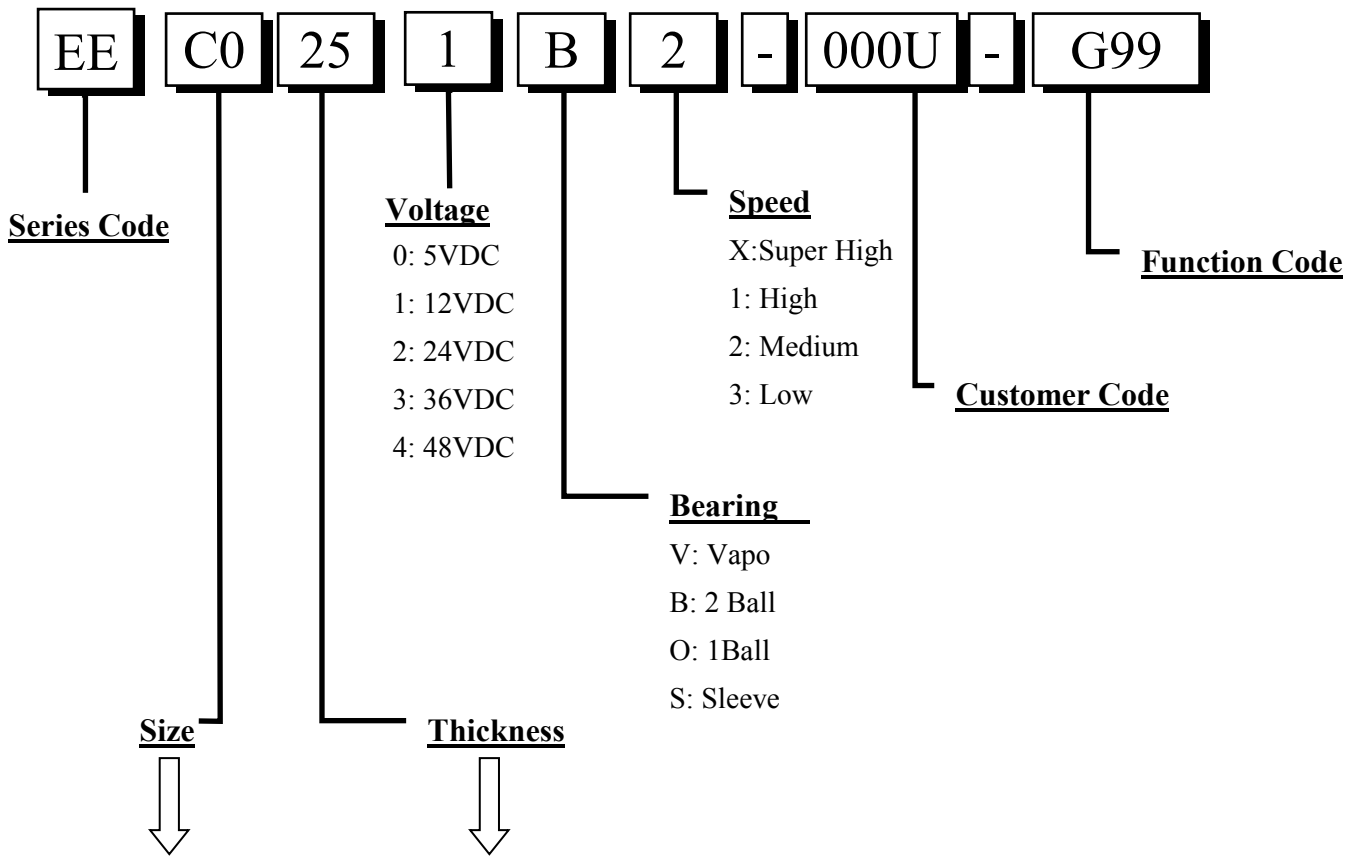 EE C0 25 1 B 2 - 000U - G99
Series Code
Voltage
0: 5VDC
1: 12VDC
2: 24VDC
3: 36VDC
4: 48VDC
Speed
X:Super High
1: High
2: Medium
3: Low
Function Code
Customer Code
Bearing
V: Vapo
B: 2 Ball
O: 1Ball
S: Sleeve
Size
Thickness